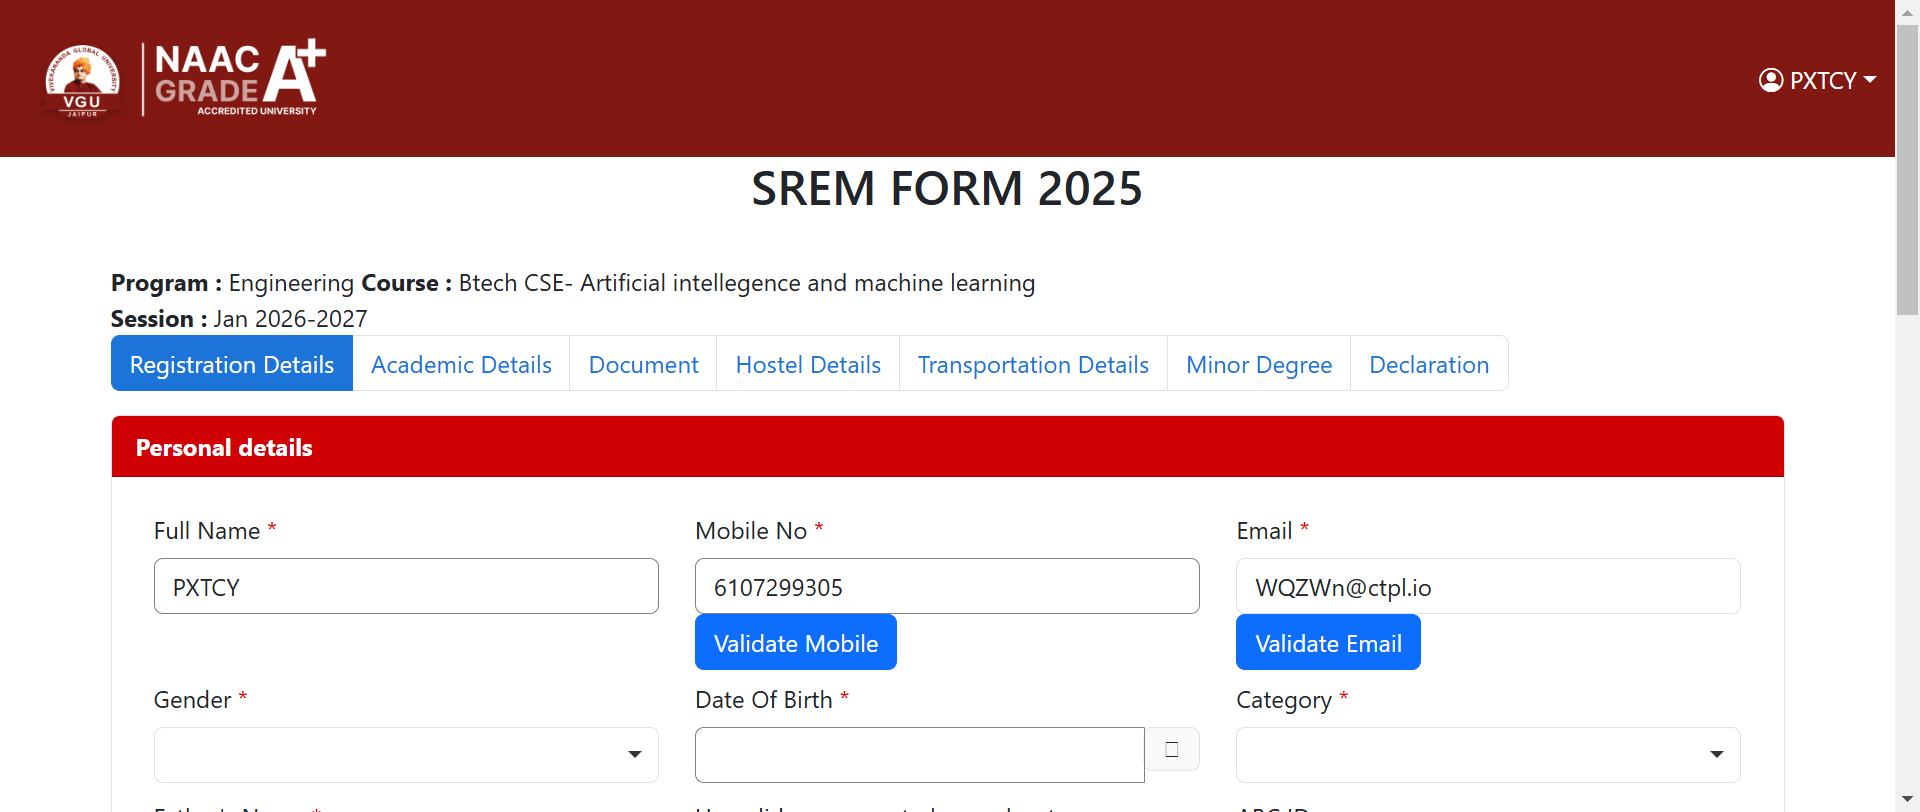 VIVEKANANDA GLOBAL UNIVERSITY
VGU
JAIPUR
NAAC
GRADE A+
ACCREDITED UNIVERSITY
PXTCY
SREM FORM 2025
Program : Engineering Course : Btech CSE- Artificial intellegence and machine learning
Session : Jan 2026-2027
Registration Details Academic Details Document Hostel Details Transportation Details Minor Degree Declaration
Personal details
Full Name * Mobile No * Email *
PXTCY 6107299305 WQZWn@ctpl.io
Validate Mobile Validate Email
Gender * Date Of Birth * Category *